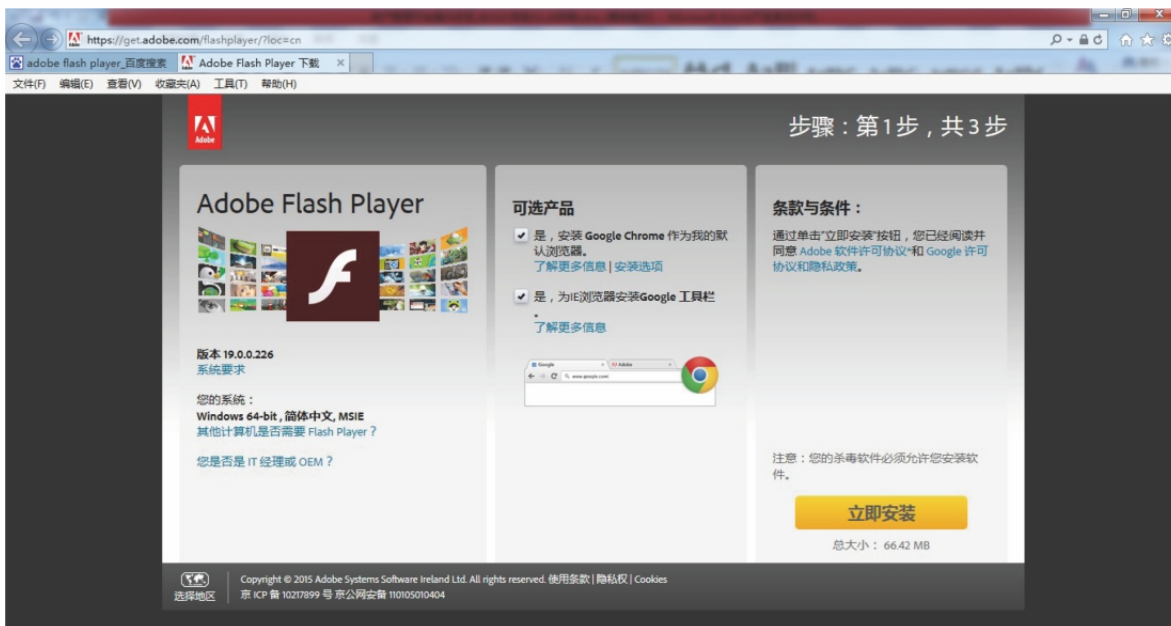 https://get.adobe.com/flashplayer/?loc=cn
adobe flash player_百度搜索
Adobe Flash Player 下载
文件(F) 编辑(E) 查看(V) 收藏夹(A) 工具(T) 帮助(H)
Adobe
步骤：第1步，共3步
Adobe Flash Player
版本 19.0.0.226
系统要求
您的系统：
Windows 64-bit , 简体中文, MSIE
其他计算机是否需要 Flash Player？
您是否是 IT 经理或 OEM？
可选产品
是，安装 Google Chrome 作为我的默
认浏览器。
了解更多信息 | 安装选项
是，为IE浏览器安装Google 工具栏
。
了解更多信息
Google
Adobe
www.google.com
条款与条件：
通过单击“立即安装”按钮，您已经阅读并
同意 Adobe 软件许可协议*和 Google 许可
协议和隐私政策。
注意：您的杀毒软件必须允许您安装软
件。
立即安装
总大小： 66.42 MB
选择地区
Copyright © 2015 Adobe Systems Software Ireland Ltd. All rights reserved. 使用条款 | 隐私权 | Cookies
京 ICP 备 10217899 号 京公网安备 110105010404